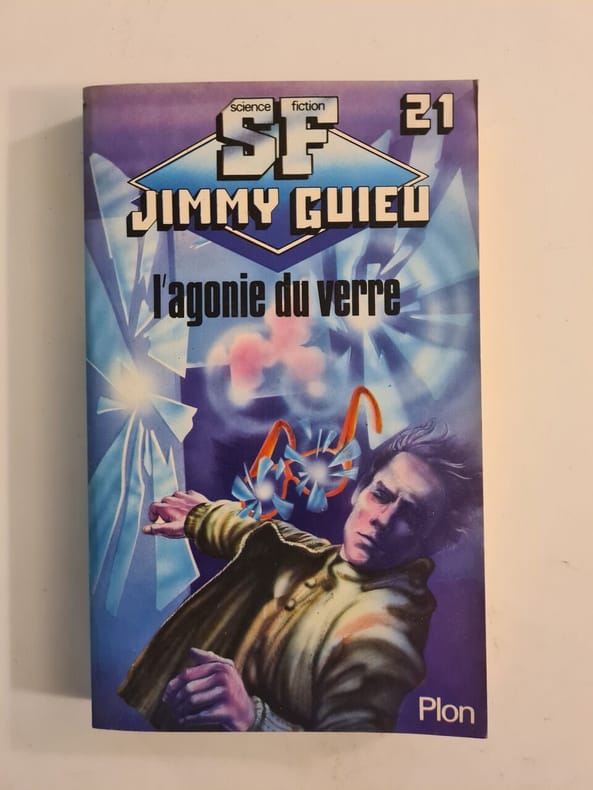 science fiction
SF
21
JIMMY GUIEU
l'agonie du verre
Plon